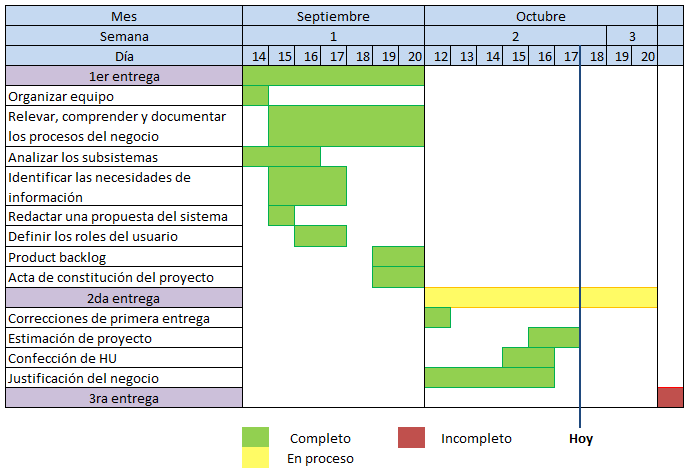 Mes Septiembre Octubre
Semana 1 2 3
Día 14 15 16 17 19 20 12 13 14 15 16 17 18 19 20
1er entrega
Organizar equipo
Relevar, comprender y documentar
los procesos del negocio
Analizar los subsistemas
Identificar las necesidades de
información
Redactar una propuesta del sistema
Definir los roles del usuario
Product backlog
Acta de constitución del proyecto
2da entrega
Correcciones de primera entrega
Estimación de proyecto
Confección de HU
Justificación del negocio
3ra entrega
Completo Incompleto Hoy
En proceso